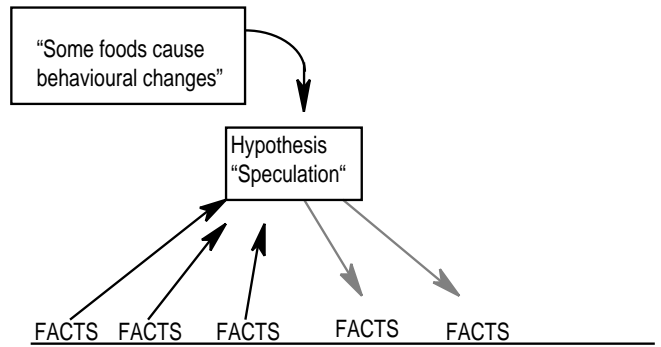 “Some foods cause
behavioural changes”
Hypothesis
“Speculation“
FACTS FACTS FACTS FACTS FACTS